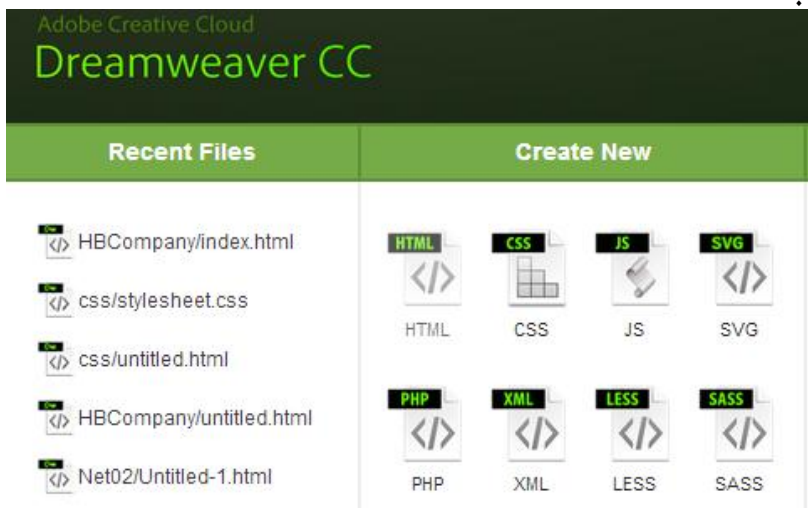 Adobe Creative Cloud
Dreamweaver CC
Recent Files
Create New
HBCompany/index.html
css/stylesheet.css
css/untitled.html
HBCompany/untitled.html
Net02/Untitled-1.html
HTML CSS JS SVG
HTML CSS JS SVG
PHP XML LESS SASS
PHP XML LESS SASS